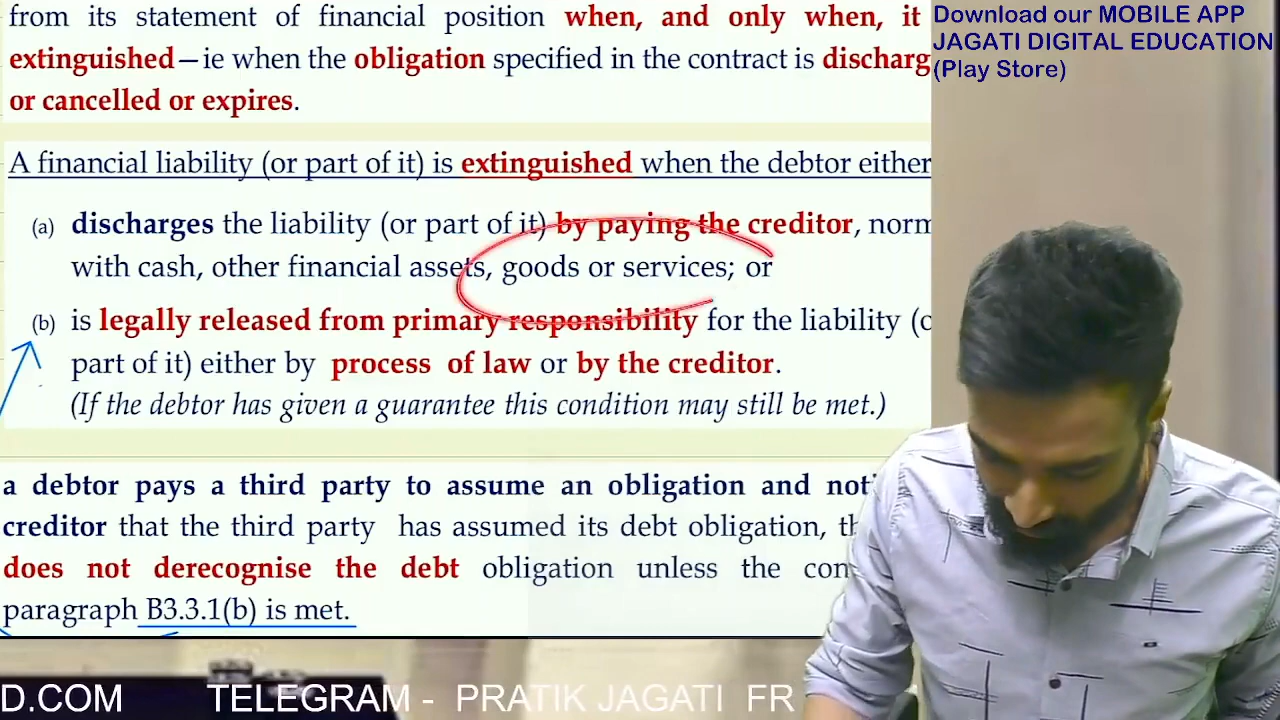 from its statement of financial position when, and only when, it
extinguished—ie when the obligation specified in the contract is discharg
or cancelled or expires.
A financial liability (or part of it) is extinguished when the debtor either
(a) discharges the liability (or part of it) by paying the creditor, norm
with cash, other financial assets, goods or services; or
(b) is legally released from primary responsibility for the liability (o
part of it) either by process of law or by the creditor.
(If the debtor has given a guarantee this condition may still be met.)
a debtor pays a third party to assume an obligation and noti
creditor that the third party has assumed its debt obligation, th
does not derecognise the debt obligation unless the con
paragraph B3.3.1(b) is met.
Download our MOBILE APP
JAGATI DIGITAL EDUCATION
(Play Store)
D.COM TELEGRAM - PRATIK JAGATI FR